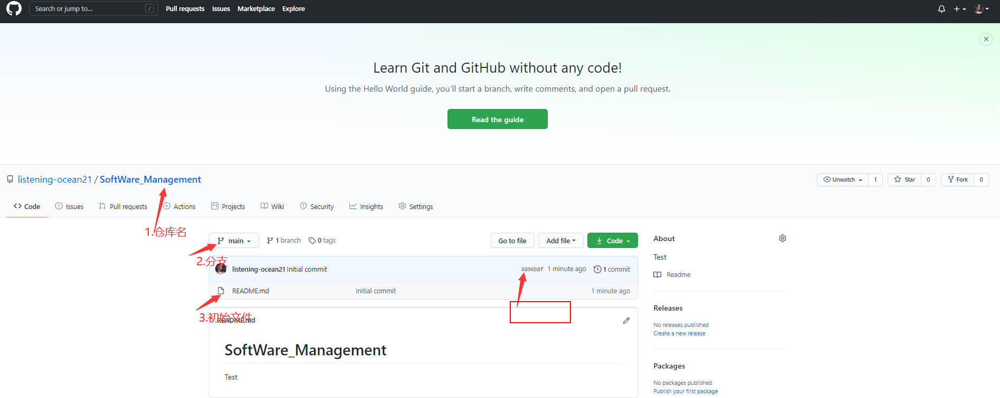 Search or jump to... /
Pull requests Issues Marketplace Explore
Learn Git and GitHub without any code!
Using the Hello World guide, you'll start a branch, write comments, and open a pull request.
Read the guide
listening-ocean21 / SoftWare_Management
Unwatch 1 Star 0 Fork 0
Code Issues Pull requests Actions Projects Wiki Security Insights Settings
1.仓库名
main 1 branch 0 tags Go to file Add file Code
2.分支
listening-ocean21 Initial commit 6896b8f 1 minute ago 1 commit
README.md Initial commit 1 minute ago
3.初始文件
README.md
SoftWare_Management
Test
About
Test
Readme
Releases
No releases published
Create a new release
Packages
No packages published
Publish your first package